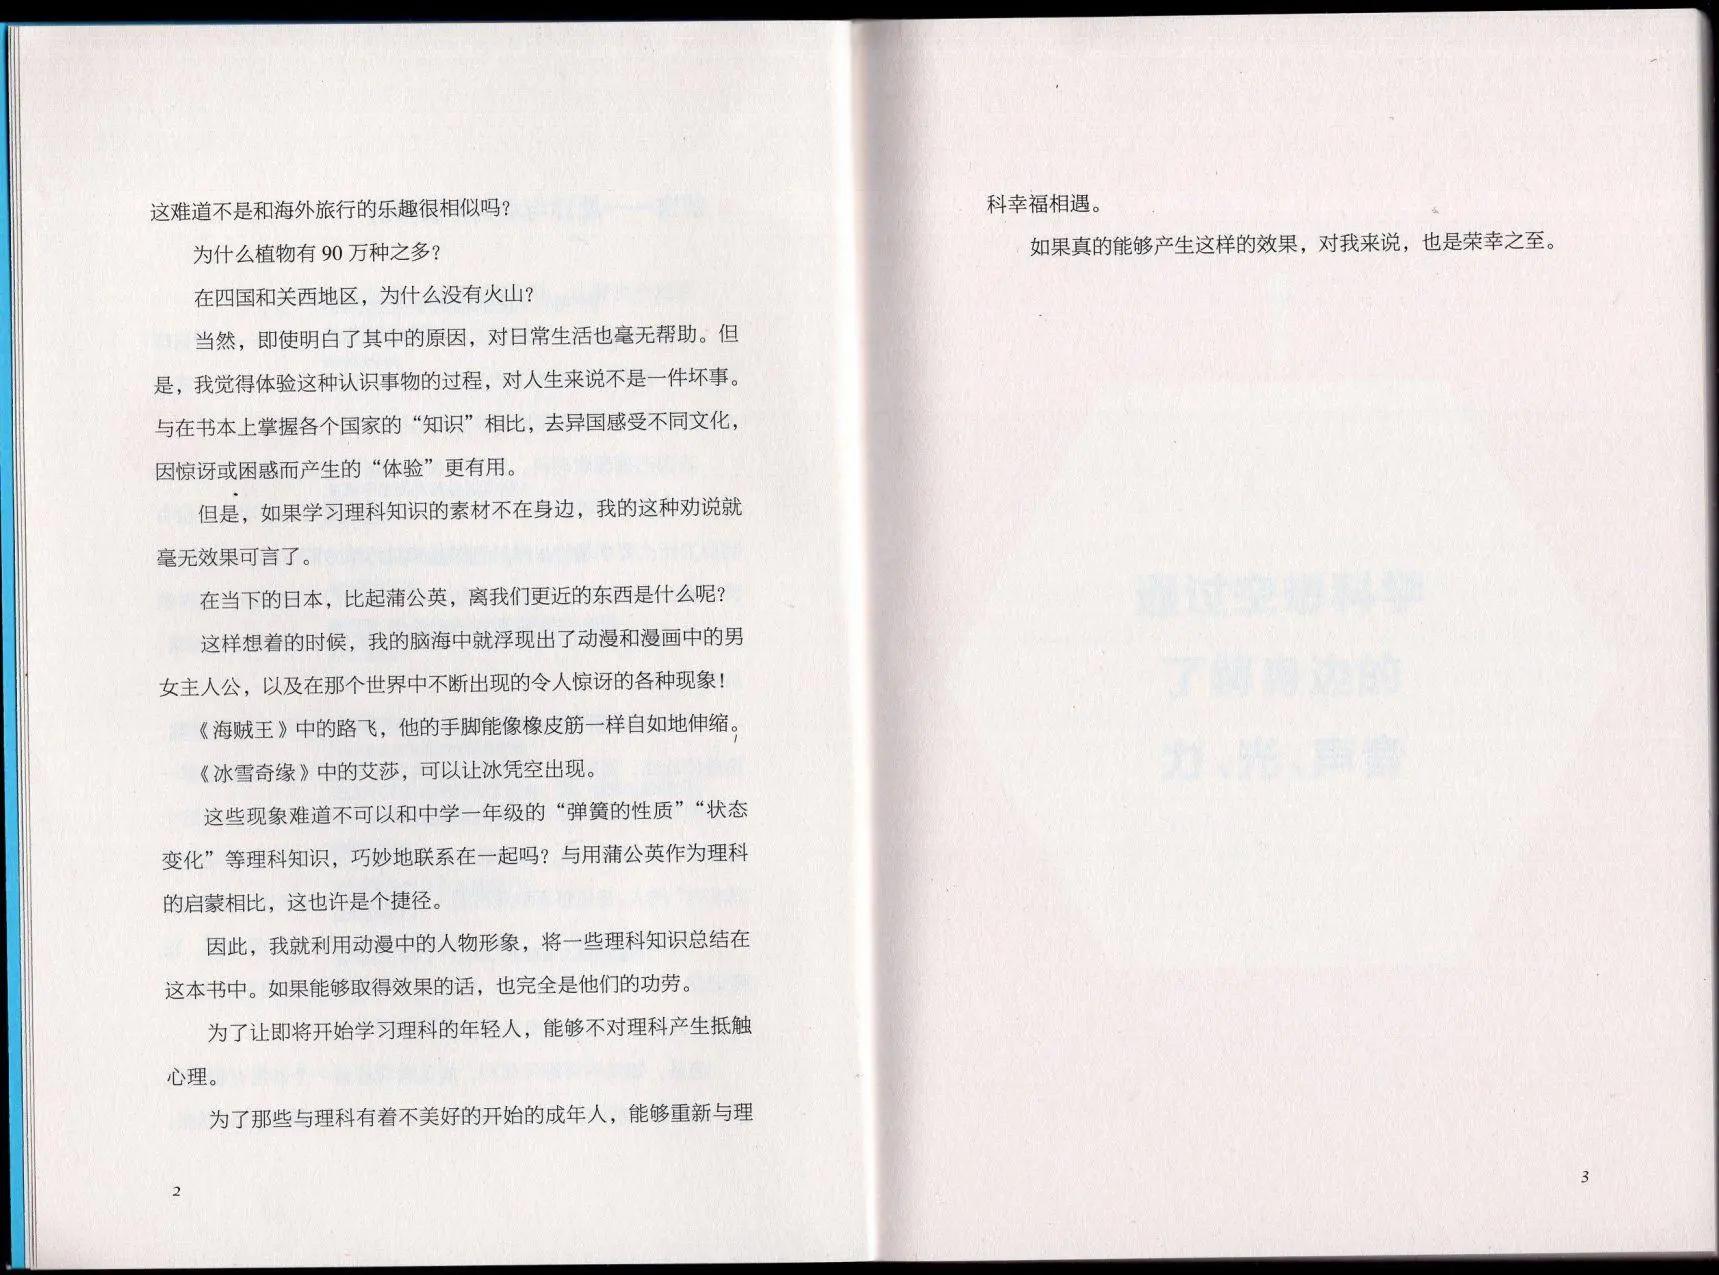 这难道不是和海外旅行的乐趣很相似吗？
为什么植物有 90 万种之多？
在四国和关西地区，为什么没有火山？
当然，即使明白了其中的原因，对日常生活也毫无帮助。但
是，我觉得体验这种认识事物的过程，对人生来说不是一件坏事。
与在书本上掌握各个国家的“知识”相比，去异国感受不同文化，
因惊讶或困惑而产生的“体验”更有用。
但是，如果学习理科知识的素材不在身边，我的这种劝说就
毫无效果可言了。
在当下的日本，比起蒲公英，离我们更近的东西是什么呢？
这样想着的时候，我的脑海中就浮现出了动漫和漫画中的男
女主人公，以及在那个世界中不断出现的令人惊讶的各种现象！
《海贼王》中的路飞，他的手脚能像橡皮筋一样自如地伸缩。
《冰雪奇缘》中的艾莎，可以让冰凭空出现。
这些现象难道不可以和中学一年级的“弹簧的性质”“状态
变化”等理科知识，巧妙地联系在一起吗？与用蒲公英作为理科
的启蒙相比，这也许是个捷径。
因此，我就利用动漫中的人物形象，将一些理科知识总结在
这本书中。如果能够取得效果的话，也完全是他们的功劳。
为了让即将开始学习理科的年轻人，能够不对理科产生抵触
心理。
为了那些与理科有着不美好的开始的成年人，能够重新与理
2
科幸福相遇。
如果真的能够产生这样的效果，对我来说，也是荣幸之至。
3